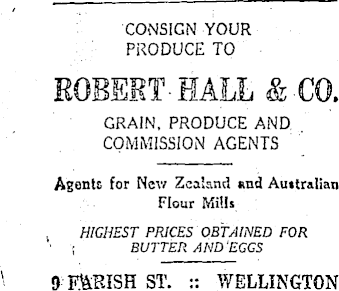 CONSIGN YOUR
PRODUCE TO
ROBERT HALL & CO.
GRAIN, PRODUCE AND
COMMISSION AGENTS
Agents for New Zealand and Australian
Flour Mills
HIGHEST PRICES OBTAINED FOR
BUTTER AND EGGS
9 FARISH ST. :: WELLINGTON